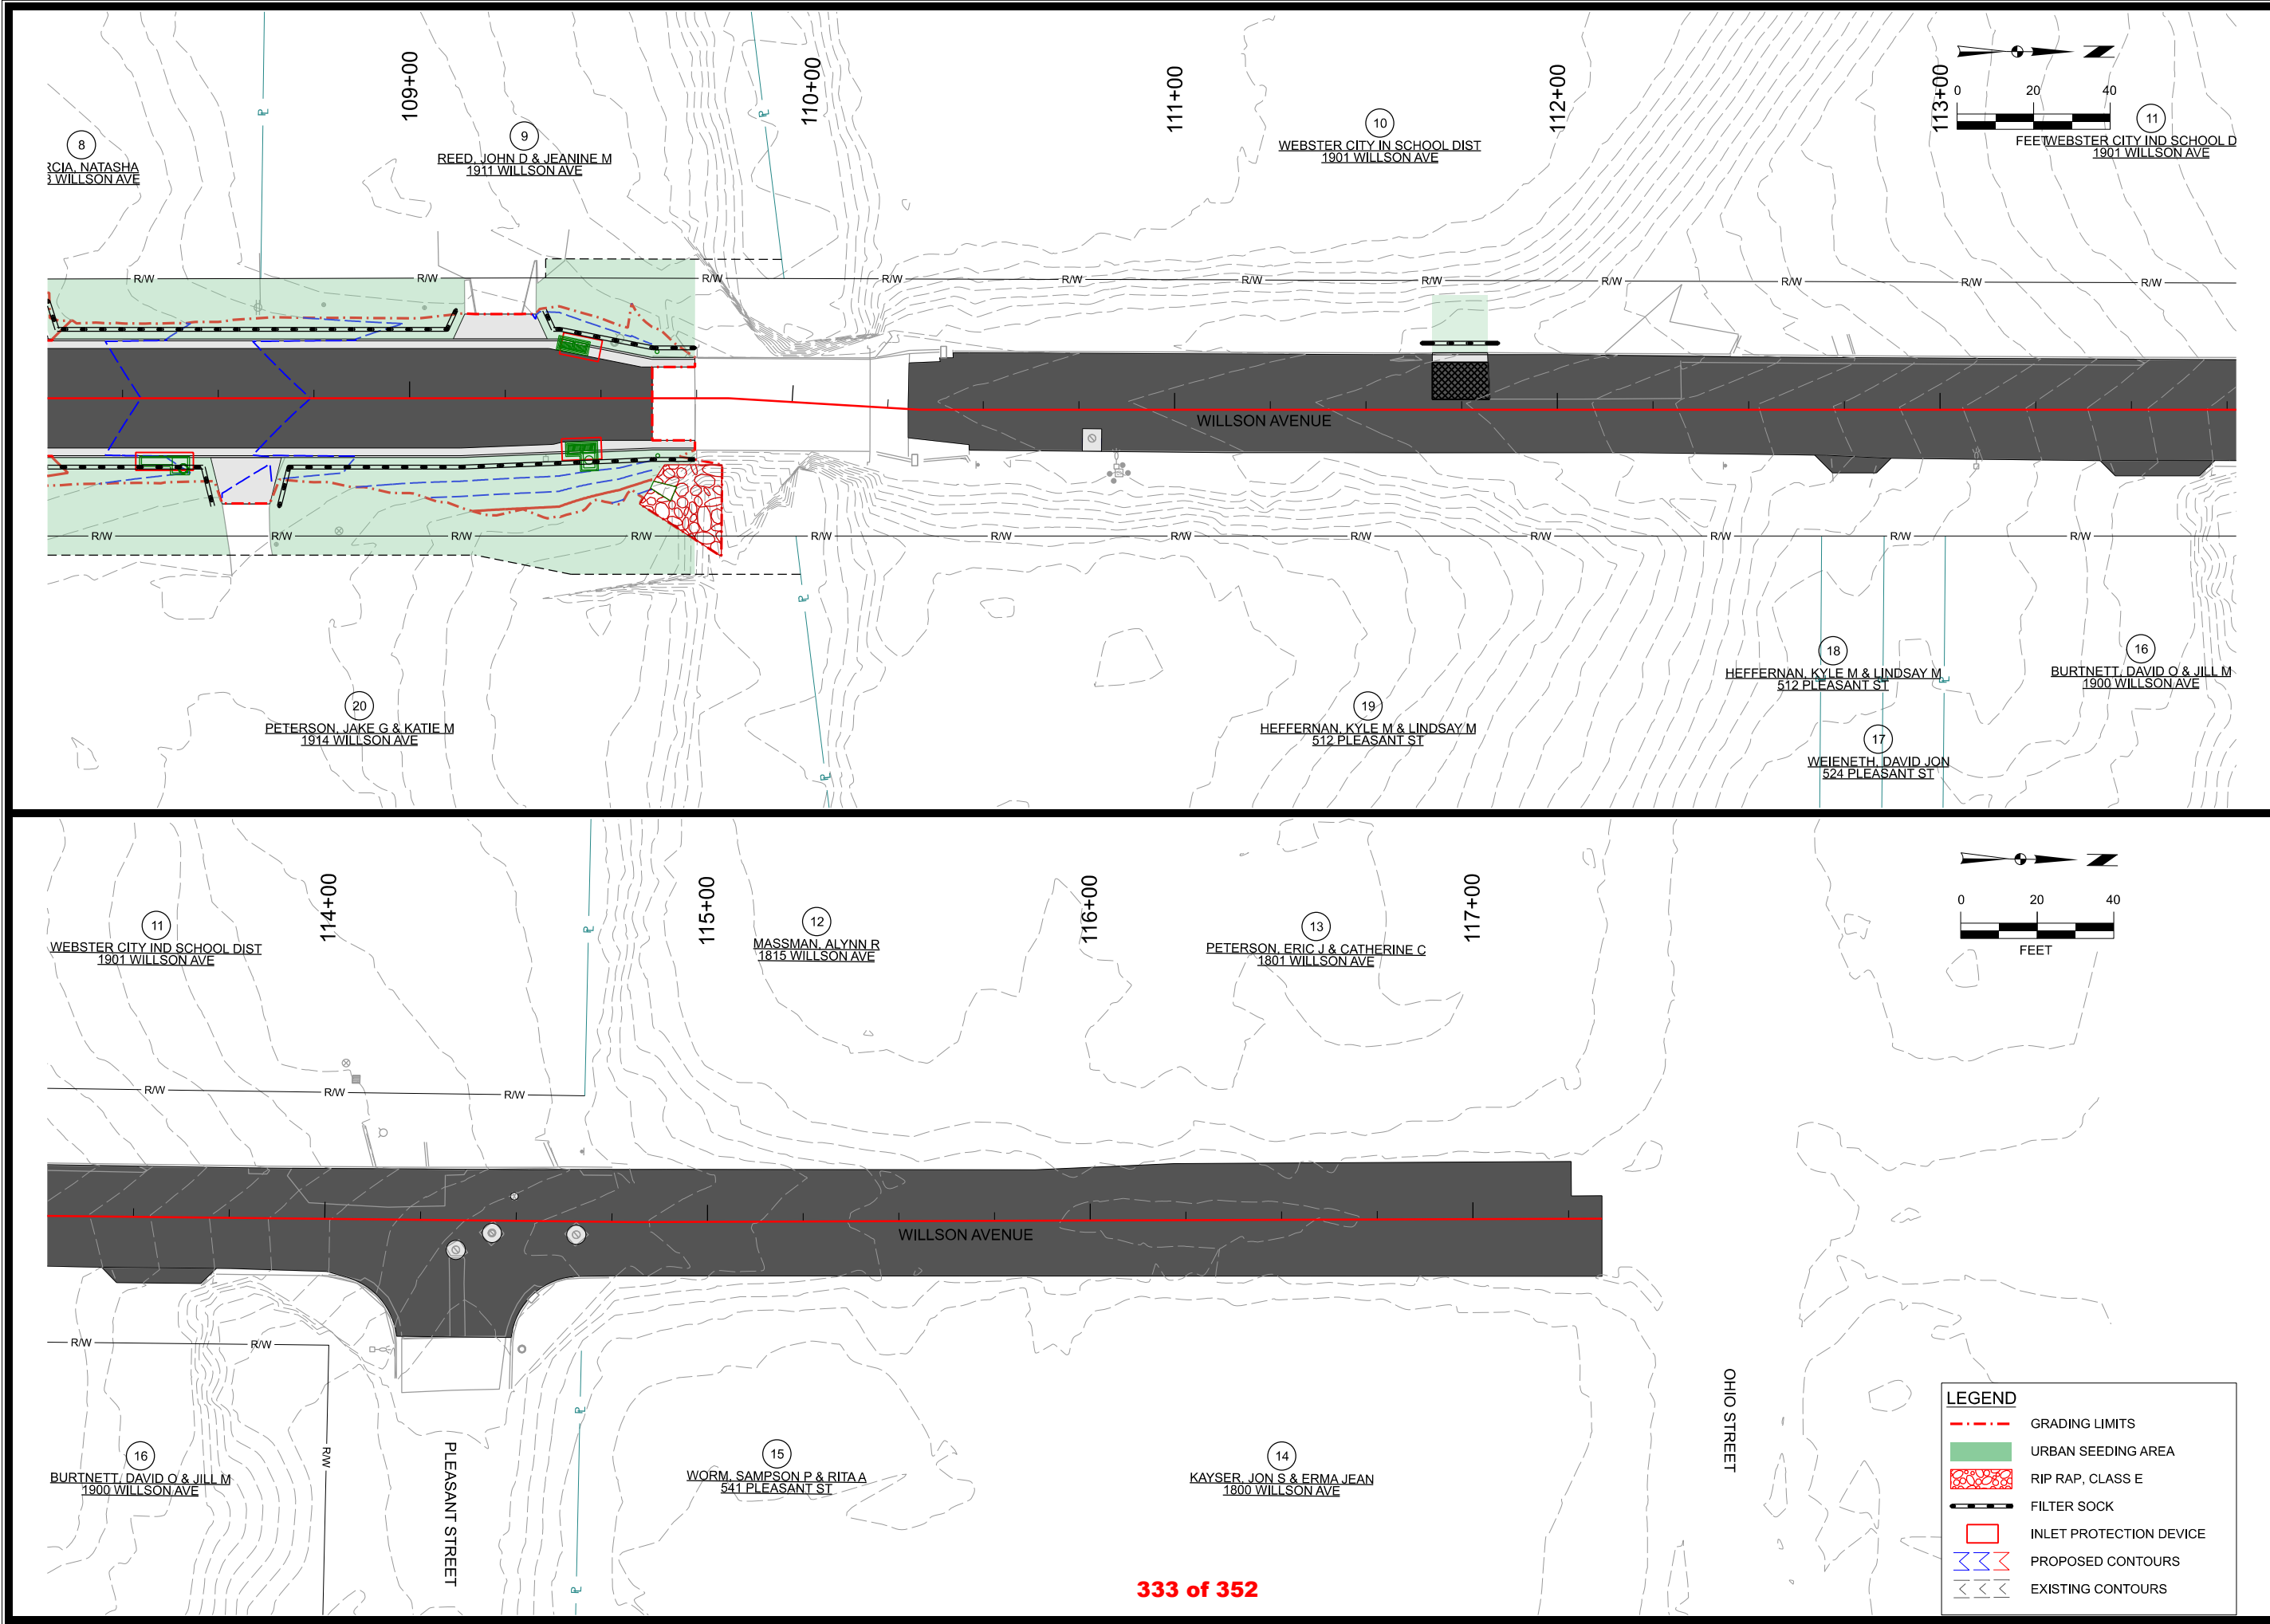 109+00
110+00
111+00
112+00
113+00
0 20 40
FEET
8
RCIA, NATASHA
WILLSON AVE
9
REED, JOHN D & JEANINE M
1911 WILLSON AVE
10
WEBSTER CITY IN SCHOOL DIST
1901 WILLSON AVE
11
WEBSTER CITY IND SCHOOL D
1901 WILLSON AVE
R/W R/W R/W R/W R/W R/W R/W R/W R/W R/W R/W R/W
WILLSON AVENUE
R/W R/W R/W R/W R/W R/W R/W R/W R/W R/W R/W R/W
20
PETERSON, JAKE G & KATIE M
1914 WILLSON AVE
19
HEFFERNAN, KYLE M & LINDSAY M
512 PLEASANT ST
18
HEFFERNAN, KYLE M & LINDSAY M
512 PLEASANT ST
17
WEIENETH, DAVID JON
524 PLEASANT ST
16
BURTNETT, DAVID O & JILL M
1900 WILLSON AVE
114+00
115+00
116+00
117+00
0 20 40
FEET
11
WEBSTER CITY IND SCHOOL DIST
1901 WILLSON AVE
12
MASSMAN, ALYNN R
1815 WILLSON AVE
13
PETERSON, ERIC J & CATHERINE C
1801 WILLSON AVE
R/W R/W R/W
WILLSON AVENUE
R/W R/W
R/W
16
BURTNETT, DAVID O & JILL M
1900 WILLSON AVE
PLEASANT STREET
15
WORM, SAMPSON P & RITA A
541 PLEASANT ST
14
KAYSER, JON S & ERMA JEAN
1800 WILLSON AVE
OHIO STREET
LEGEND
GRADING LIMITS
URBAN SEEDING AREA
RIP RAP, CLASS E
FILTER SOCK
INLET PROTECTION DEVICE
PROPOSED CONTOURS
EXISTING CONTOURS
333 of 352